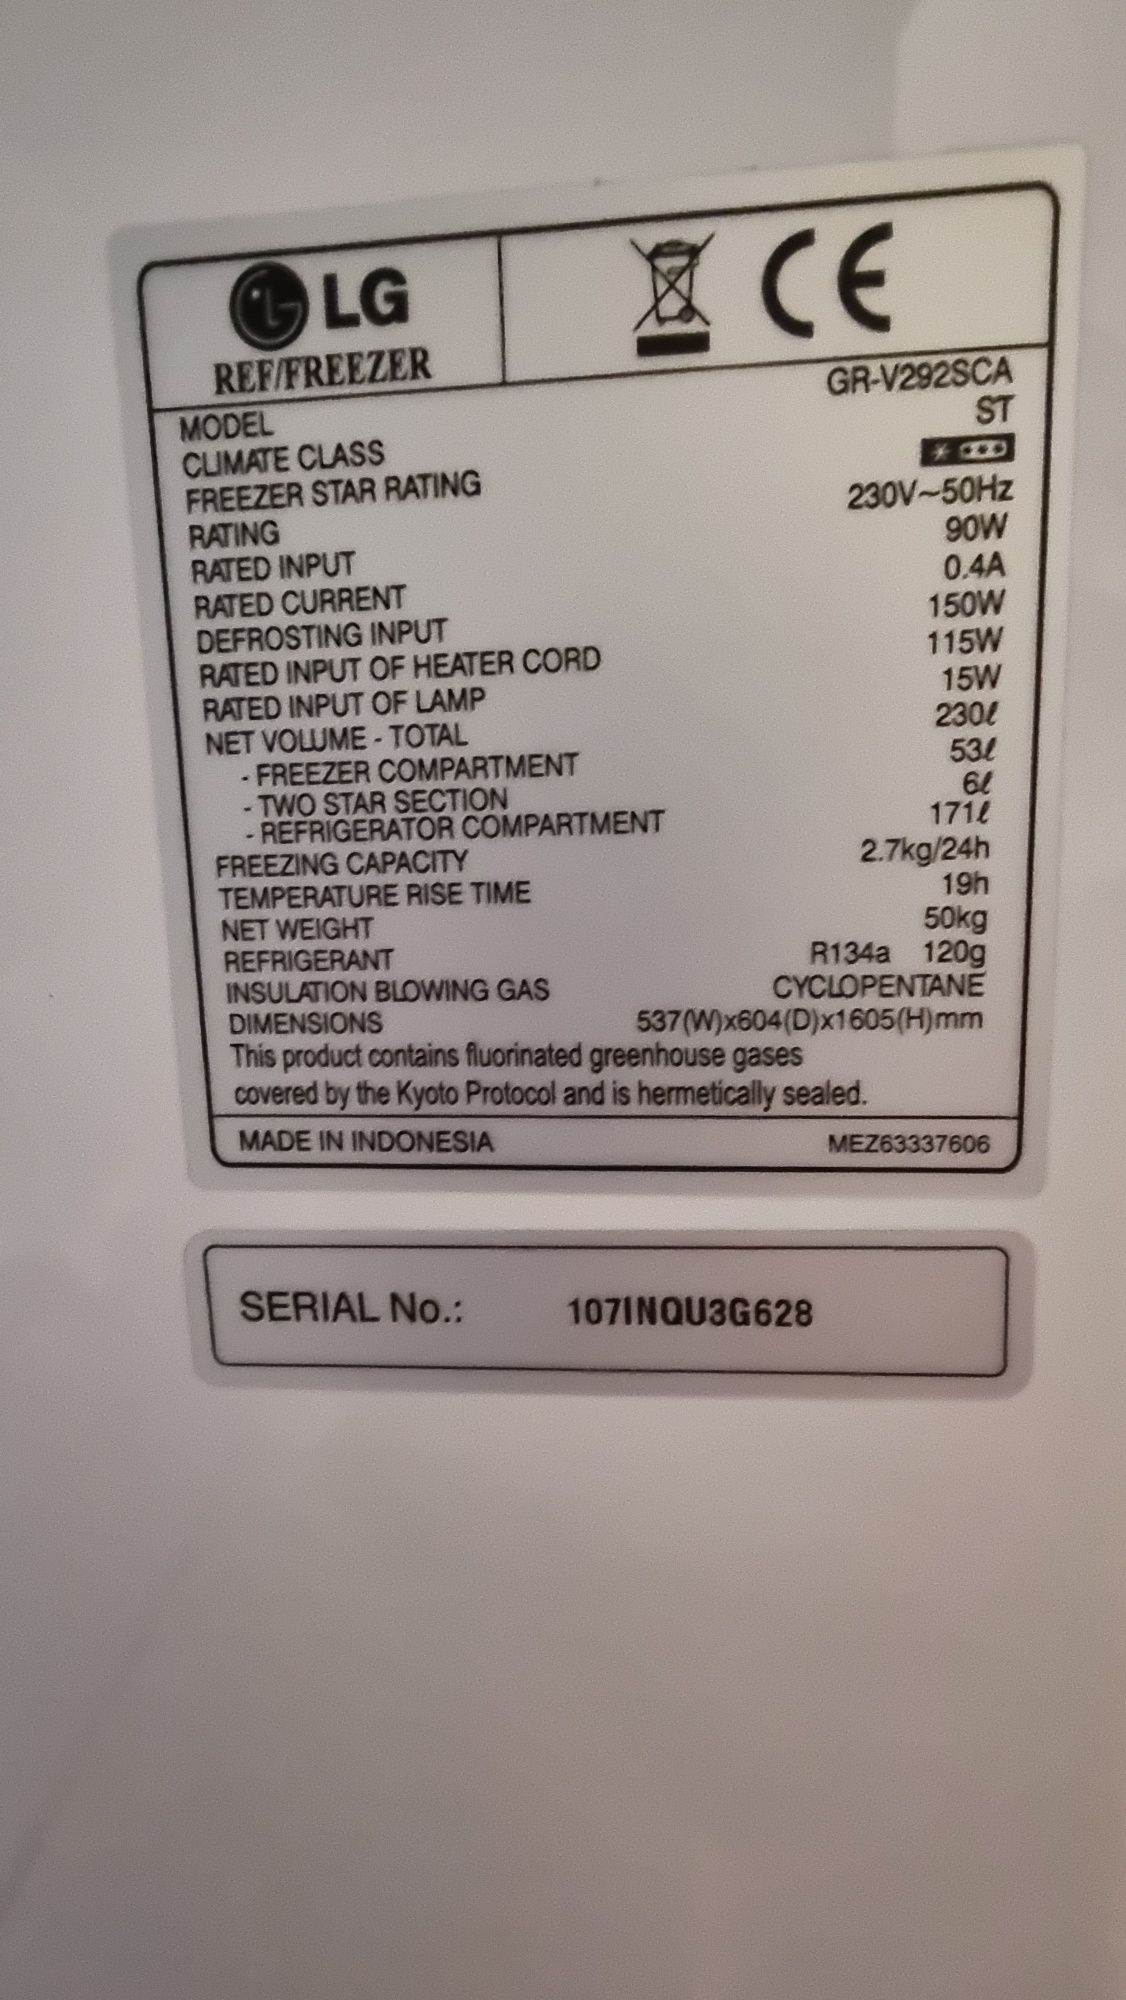 LG
REF/FREEZER
CE
MODEL GR-V292SCA
CLIMATE CLASS ST
FREEZER STAR RATING
RATING 230V~50Hz
RATED INPUT 90W
RATED CURRENT 0.4A
DEFROSTING INPUT 150W
RATED INPUT OF HEATER CORD 115W
RATED INPUT OF LAMP 15W
NET VOLUME - TOTAL 230ℓ
- FREEZER COMPARTMENT 53ℓ
- TWO STAR SECTION 6ℓ
- REFRIGERATOR COMPARTMENT 171ℓ
FREEZING CAPACITY 2.7kg/24h
TEMPERATURE RISE TIME 19h
NET WEIGHT 50kg
REFRIGERANT R134a 120g
INSULATION BLOWING GAS CYCLOPENTANE
DIMENSIONS 537(W)x604(D)x1605(H)mm
This product contains fluorinated greenhouse gases
covered by the Kyoto Protocol and is hermetically sealed.
MADE IN INDONESIA MEZ63337606
SERIAL No.: 107INQU3G628